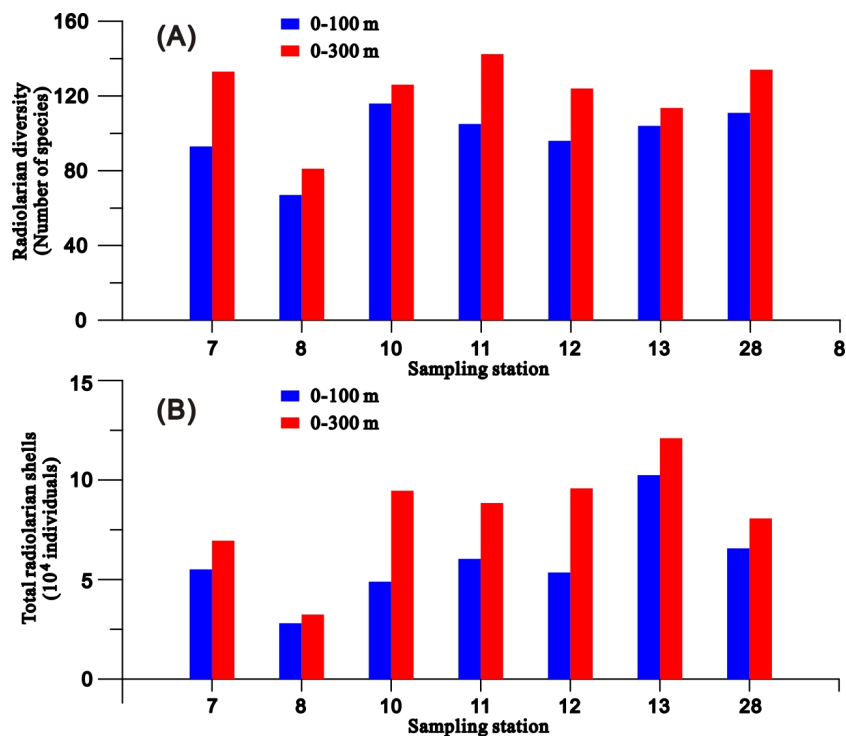 (A)
0-100 m
0-300 m
Radiolarian diversity
(Number of species)
160
120
80
40
0
7 8 10 11 12 13 28 8
Sampling station
(B)
0-100 m
0-300 m
Total radiolarian shells
(10⁴ individuals)
15
10
5
0
7 8 10 11 12 13 28
Sampling station